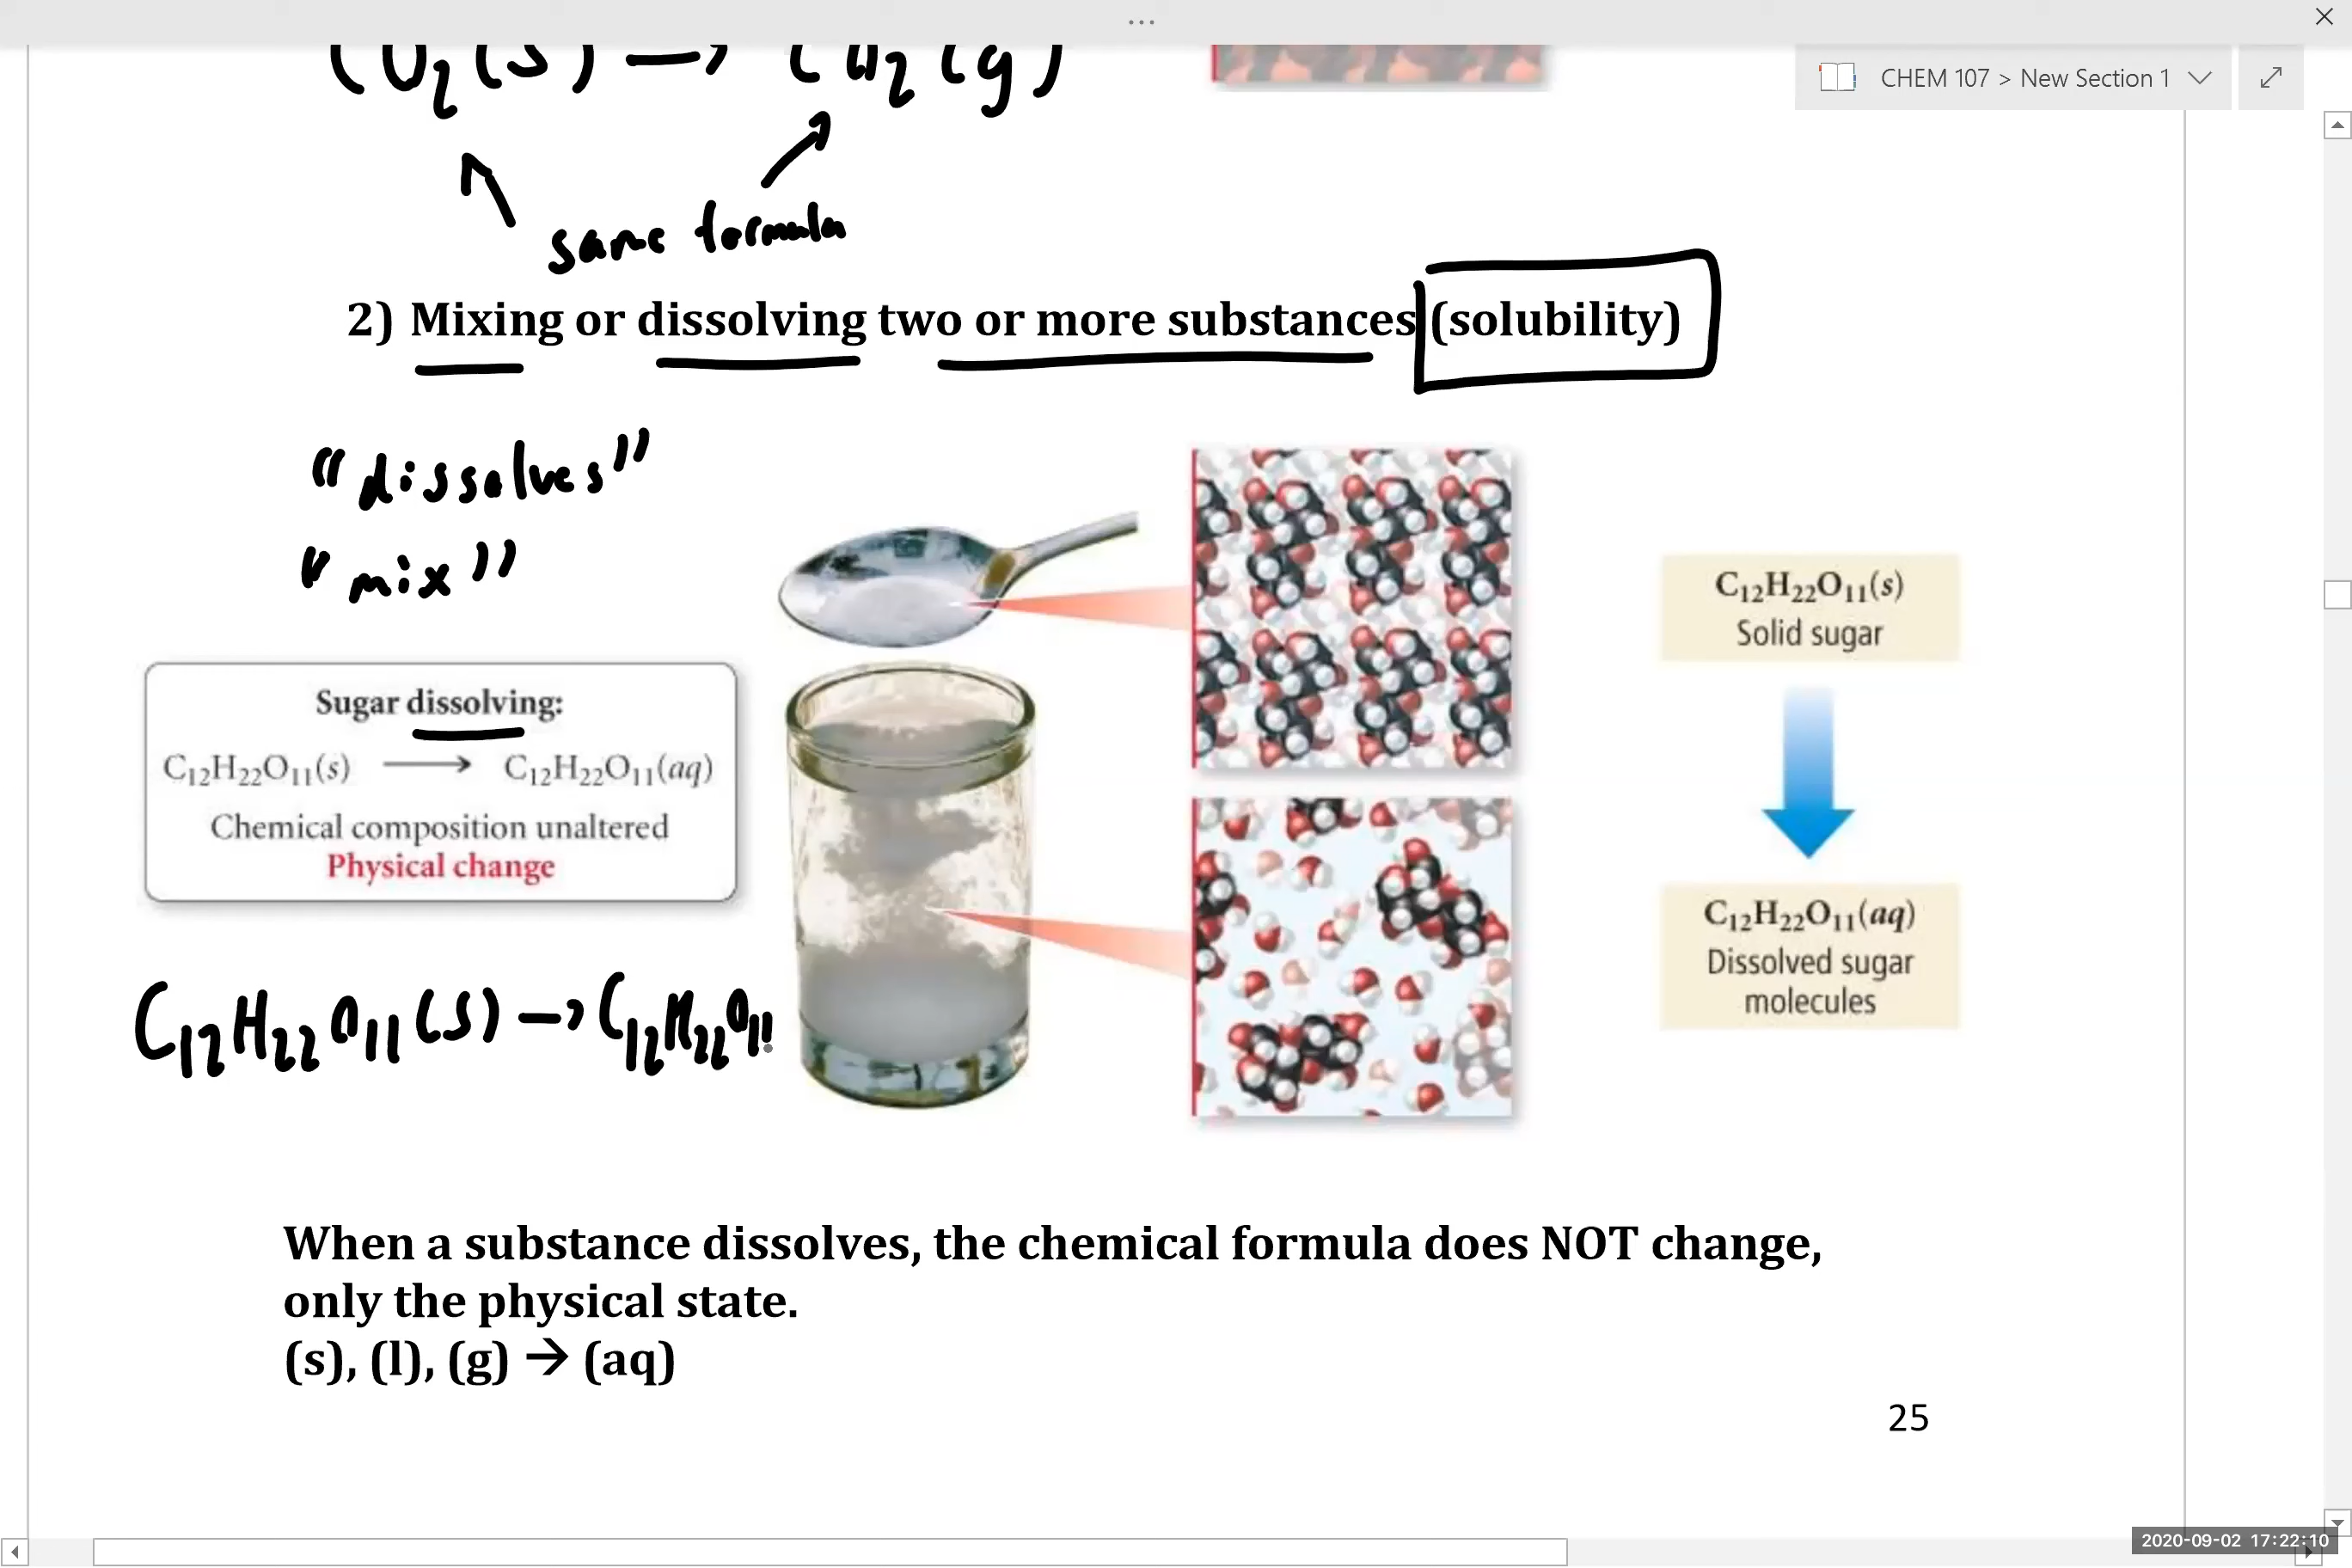 ...
CHEM 107 > New Section 1
CO₂(s) → CO₂(g)
same formula
2) Mixing or dissolving two or more substances (solubility)
"dissolves"
"mix"
Sugar dissolving:
C₁₂H₂₂O₁₁(s) ⟶ C₁₂H₂₂O₁₁(aq)
Chemical composition unaltered
Physical change
C₁₂H₂₂O₁₁(s)
Solid sugar
C₁₂H₂₂O₁₁(aq)
Dissolved sugar
molecules
C₁₂H₂₂O₁₁(s) → C₁₂H₂₂O₁₁
When a substance dissolves, the chemical formula does NOT change,
only the physical state.
(s), (l), (g) → (aq)
25
2020-09-02 17:22:10